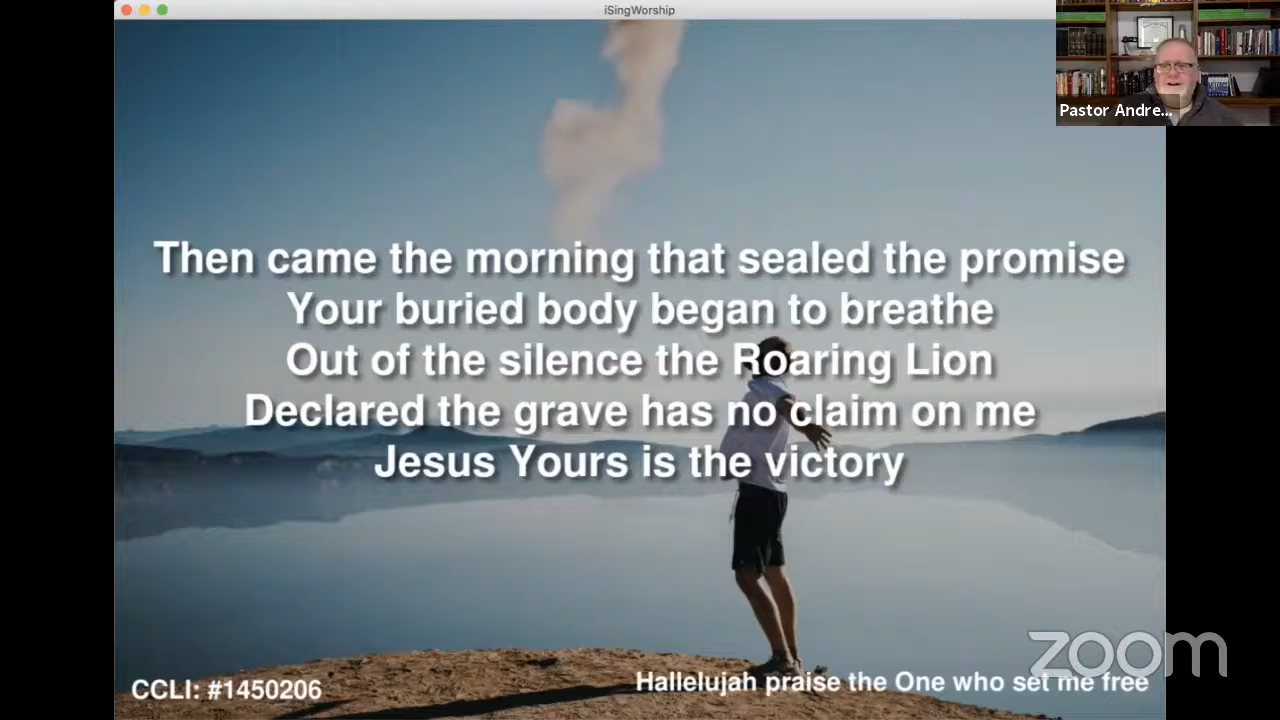 iSingWorship
Pastor Andre...
Then came the morning that sealed the promise
Your buried body began to breathe
Out of the silence the Roaring Lion
Declared the grave has no claim on me
Jesus Yours is the victory
CCLI: #1450206
Hallelujah praise the One who set me free
zoom